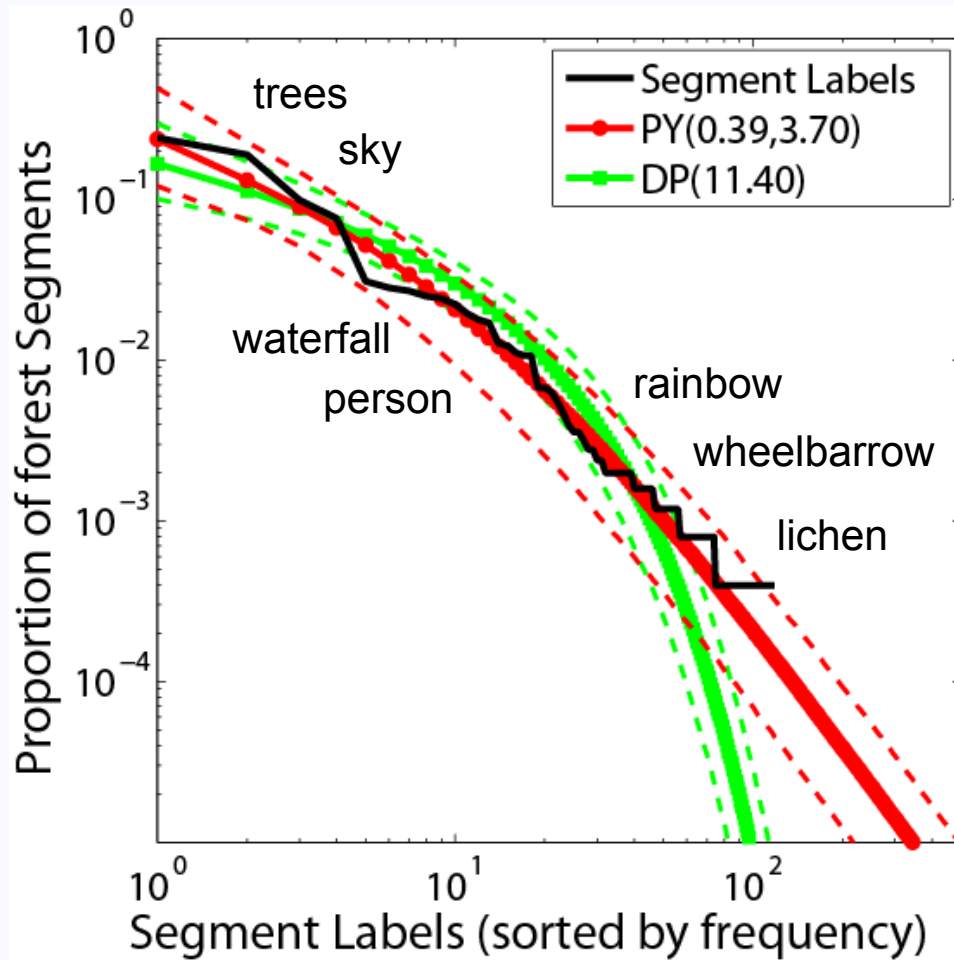 Proportion of forest Segments
10^0
10^-1
10^-2
10^-3
10^-4
Segment Labels
PY(0.39,3.70)
DP(11.40)
trees
sky
waterfall
person
rainbow
wheelbarrow
lichen
10^0 10^1 10^2
Segment Labels (sorted by frequency)